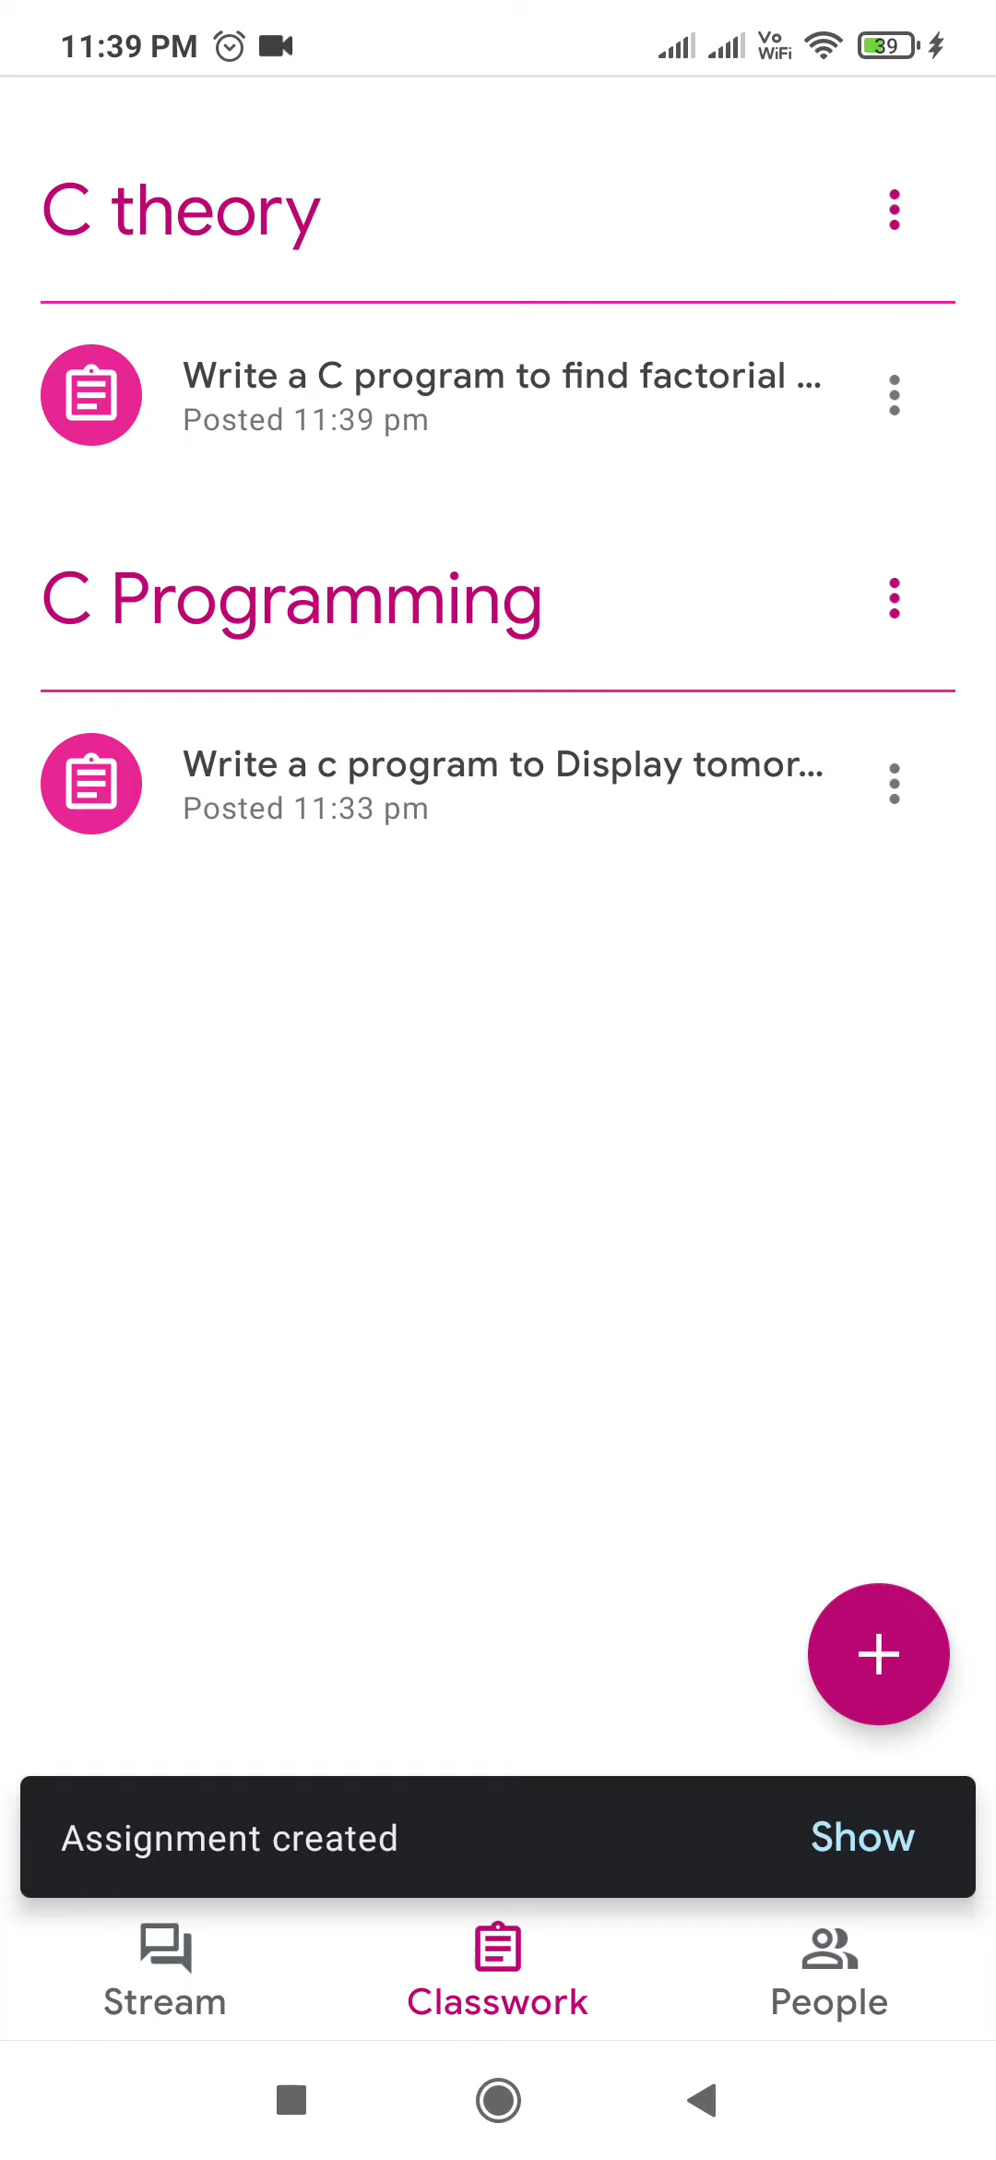 11:39 PM Vo WiFi 39
C theory
Write a C program to find factorial ...
Posted 11:39 pm
C Programming
Write a c program to Display tomor...
Posted 11:33 pm
+
Assignment created Show
Stream Classwork People